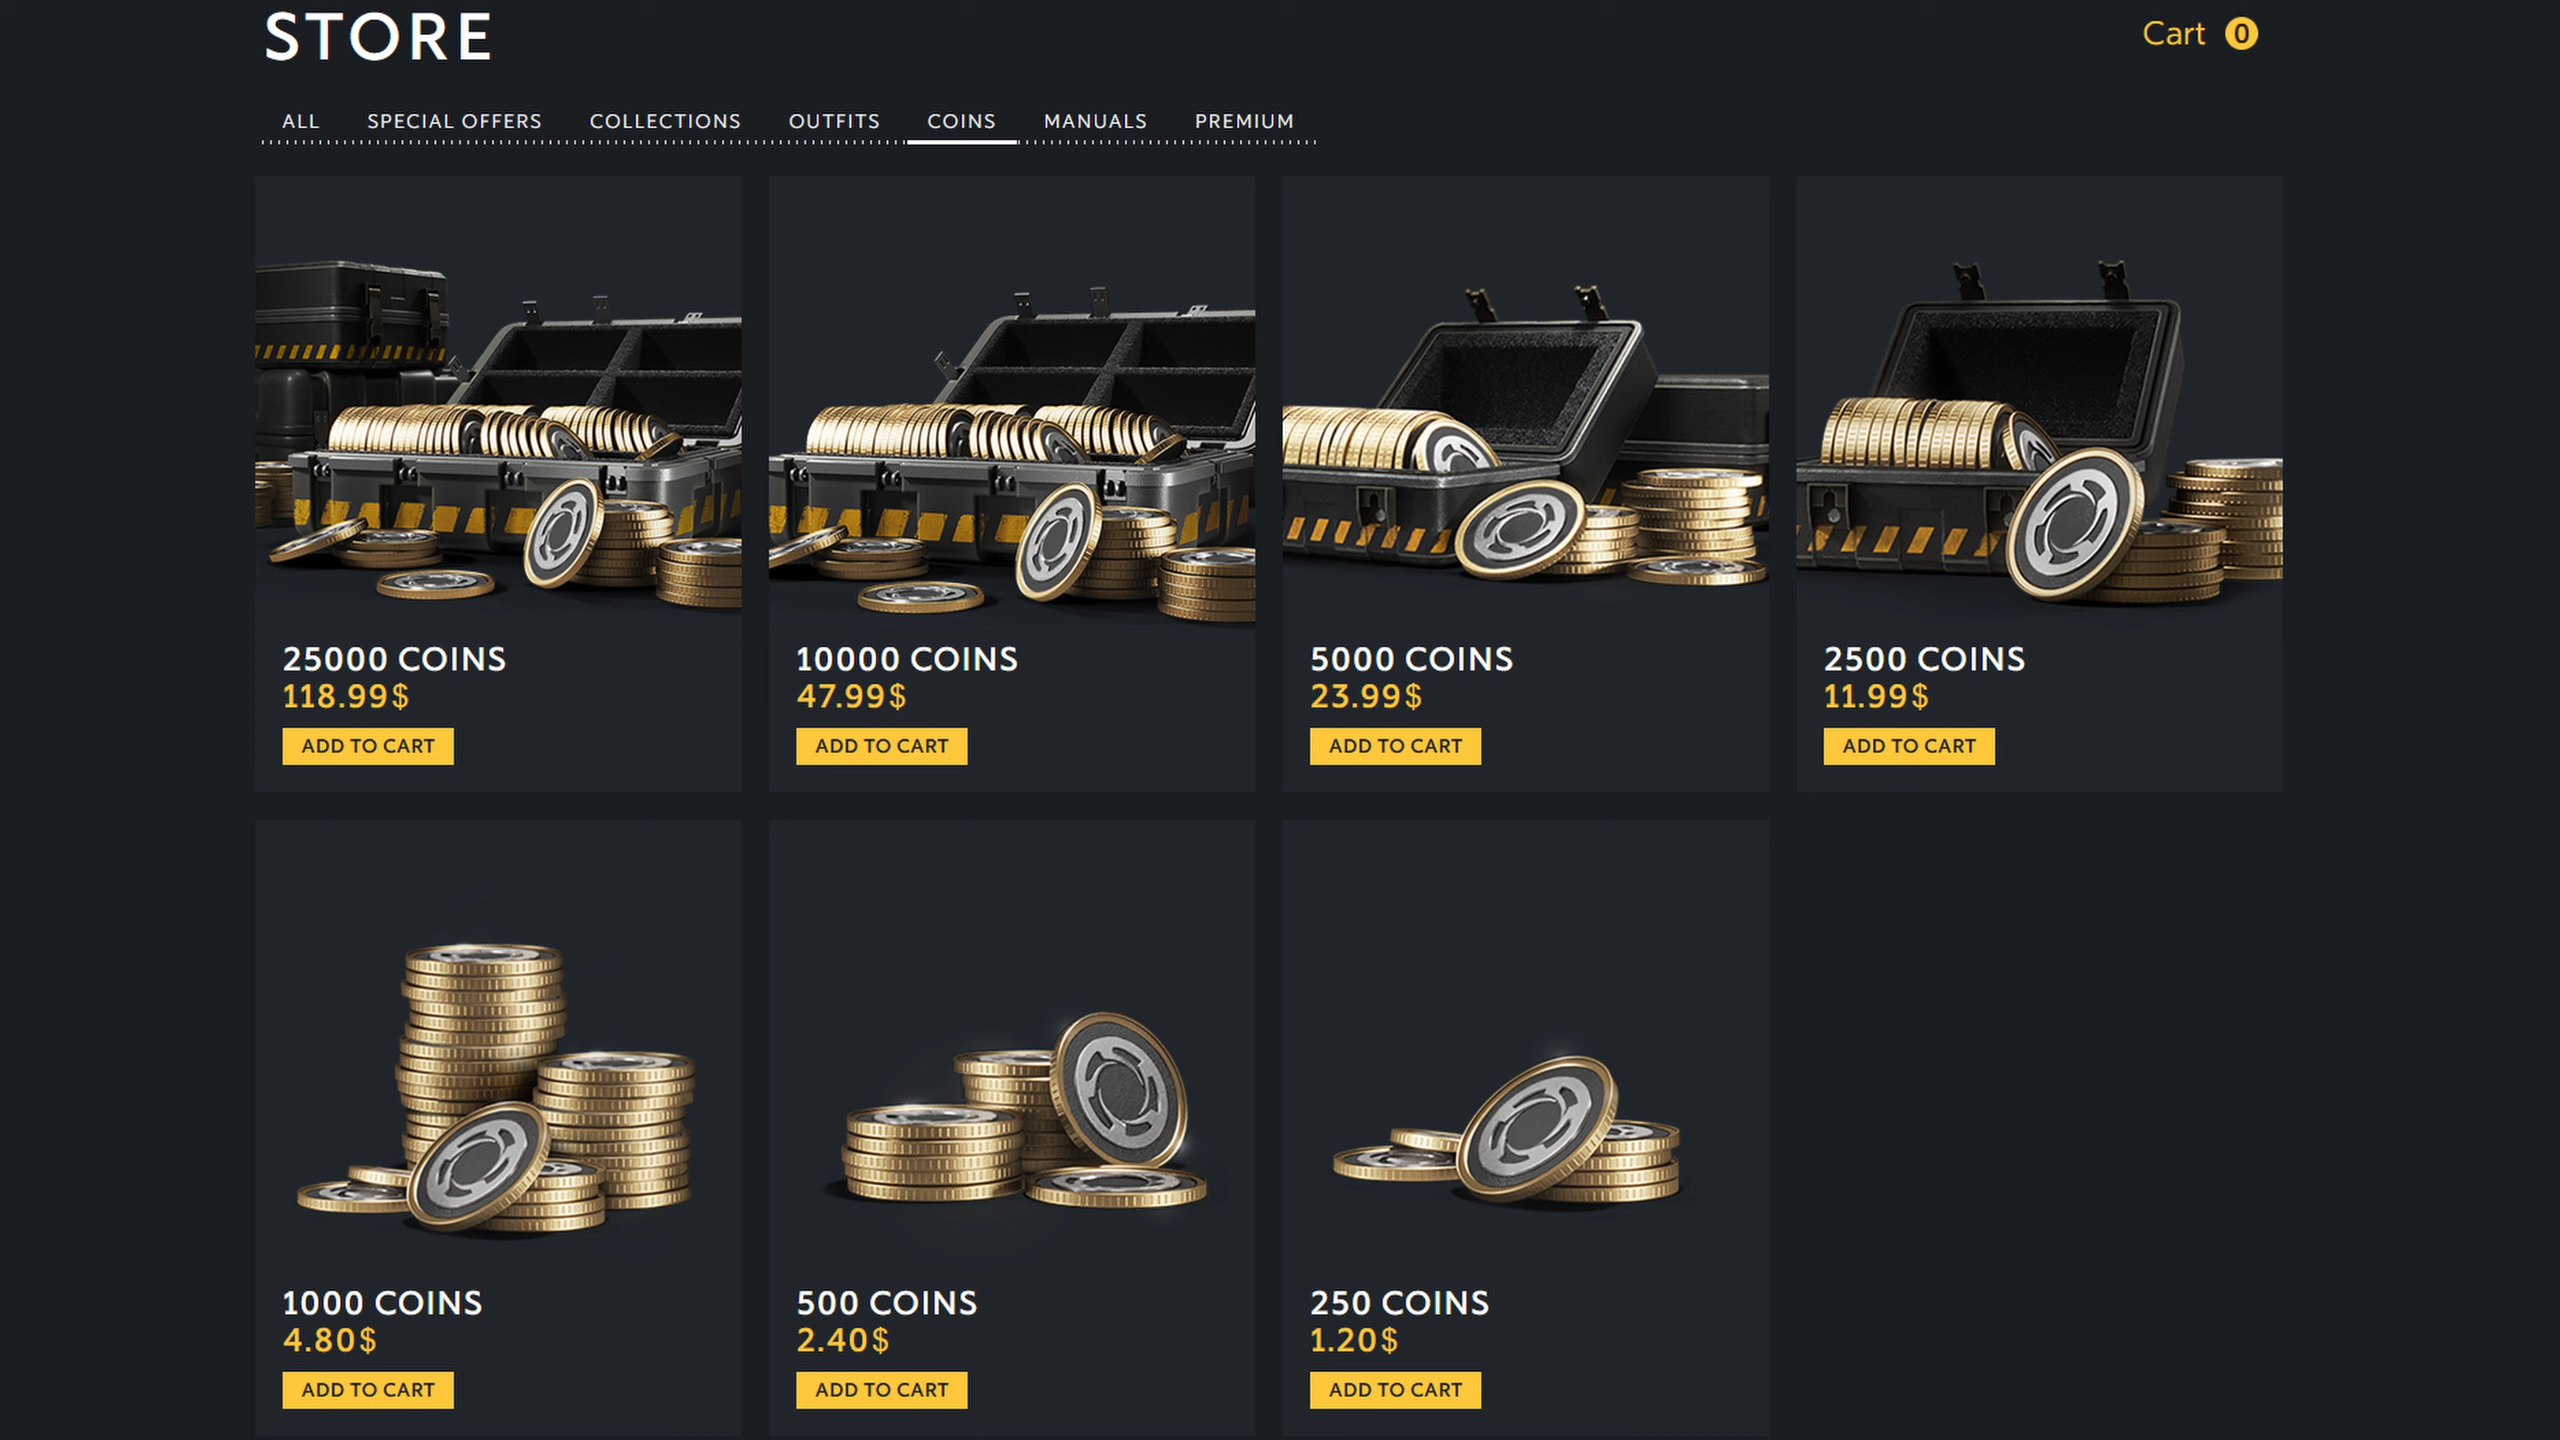 STORE
Cart 0
ALL SPECIAL OFFERS COLLECTIONS OUTFITS COINS MANUALS PREMIUM
25000 COINS
118.99$
ADD TO CART
10000 COINS
47.99$
ADD TO CART
5000 COINS
23.99$
ADD TO CART
2500 COINS
11.99$
ADD TO CART
1000 COINS
4.80$
ADD TO CART
500 COINS
2.40$
ADD TO CART
250 COINS
1.20$
ADD TO CART